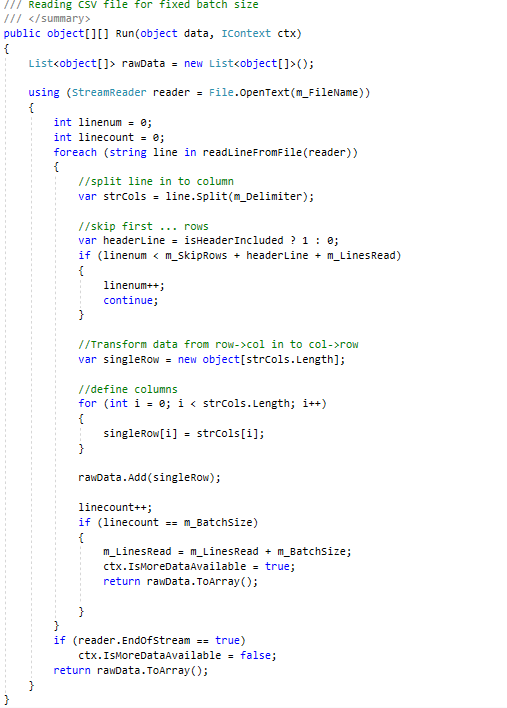 /// Reading CSV file for fixed batch size
/// </summary>
public object[][] Run(object data, IContext ctx)
{
    List<object[]> rawData = new List<object[]>();

    using (StreamReader reader = File.OpenText(m_FileName))
    {
        int linenum = 0;
        int linecount = 0;
        foreach (string line in readLineFromFile(reader))
        {
            //split line in to column
            var strCols = line.Split(m_Delimiter);

            //skip first ... rows
            var headerLine = isHeaderIncluded ? 1 : 0;
            if (linenum < m_SkipRows + headerLine + m_LinesRead)
            {
                linenum++;
                continue;
            }

            //Transform data from row->col in to col->row
            var singleRow = new object[strCols.Length];

            //define columns
            for (int i = 0; i < strCols.Length; i++)
            {
                singleRow[i] = strCols[i];
            }

            rawData.Add(singleRow);

            linecount++;
            if (linecount == m_BatchSize)
            {
                m_LinesRead = m_LinesRead + m_BatchSize;
                ctx.IsMoreDataAvailable = true;
                return rawData.ToArray();

            }
        }
        if (reader.EndOfStream == true)
            ctx.IsMoreDataAvailable = false;
        return rawData.ToArray();
    }
}